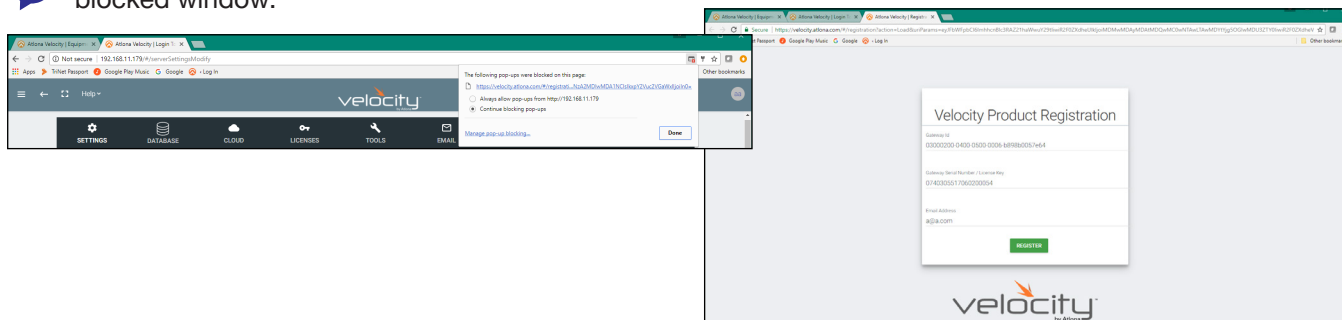 blocked window.
Atlona Velocity | Equipm
Atlona Velocity | Login T
Not secure | 192.168.11.179/#/serverSettingsModify
Apps TriNet Passport Google Play Music Google Log In
Other bookmarks
Help
velocity
by Atlona
SETTINGS DATABASE CLOUD LICENSES TOOLS EMAIL
The following pop-ups were blocked on this page:
Always allow pop-ups from http://192.168.11.179
Continue blocking pop-ups
Manage pop-up blocking...
Done
Atlona Velocity | Equipm
Atlona Velocity | Login T
Atlona Velocity | Registr
Secure
Passport Google Play Music Google Log In
Velocity Product Registration
Gateway Id
00000200-0400-0500-0006-b898b0057e64
Gateway Serial Number / License Key
0740305517060200054
Email Address
a@a.com
REGISTER
velocity
by Atlona